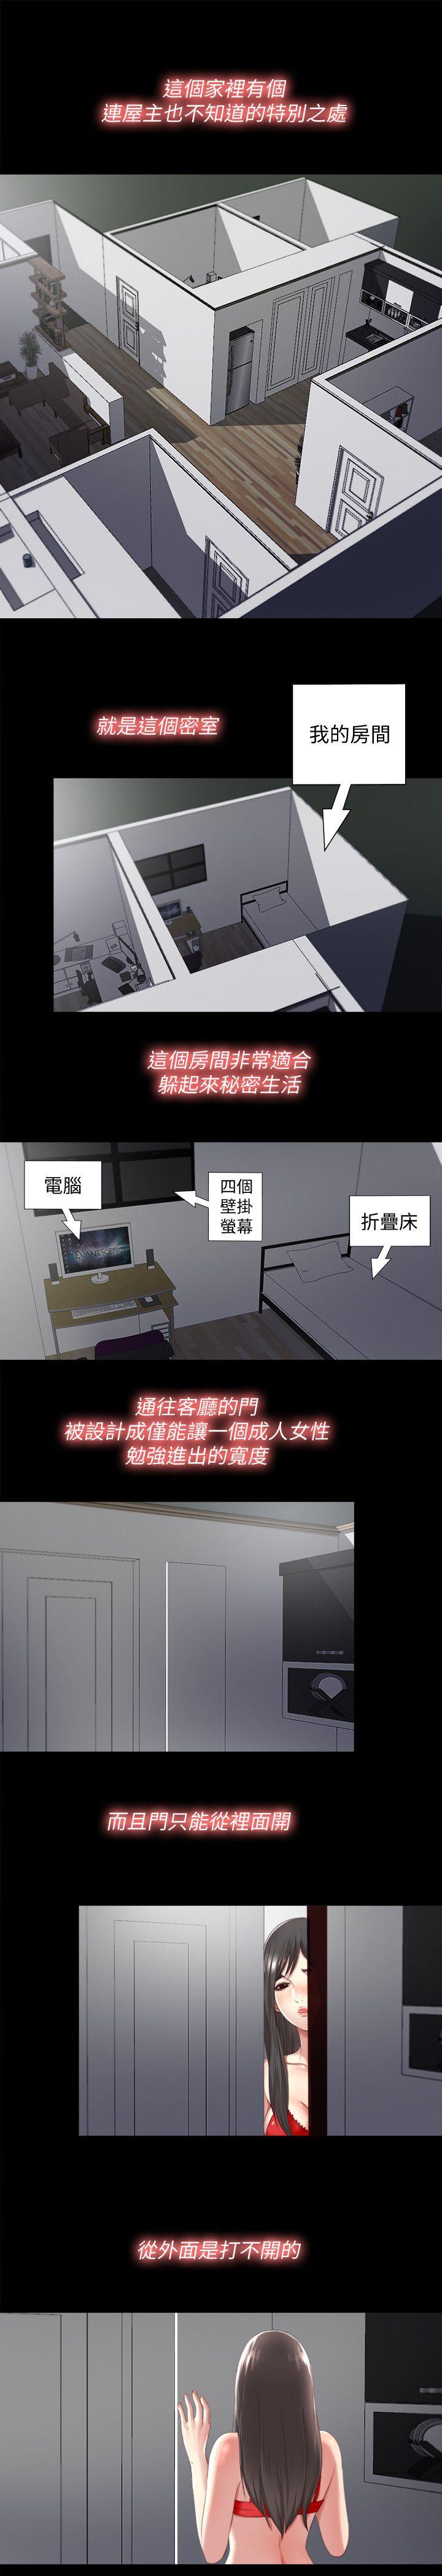 這個家裡有個
連屋主也不知道的特別之處
就是這個密室
我的房間
這個房間非常適合
躲起來秘密生活
電腦
四個
壁掛
螢幕
折疊床
通往客廳的門
被設計成僅能讓一個成人女性
勉強進出的寬度
而且門只能從裡面開
從外面是打不開的